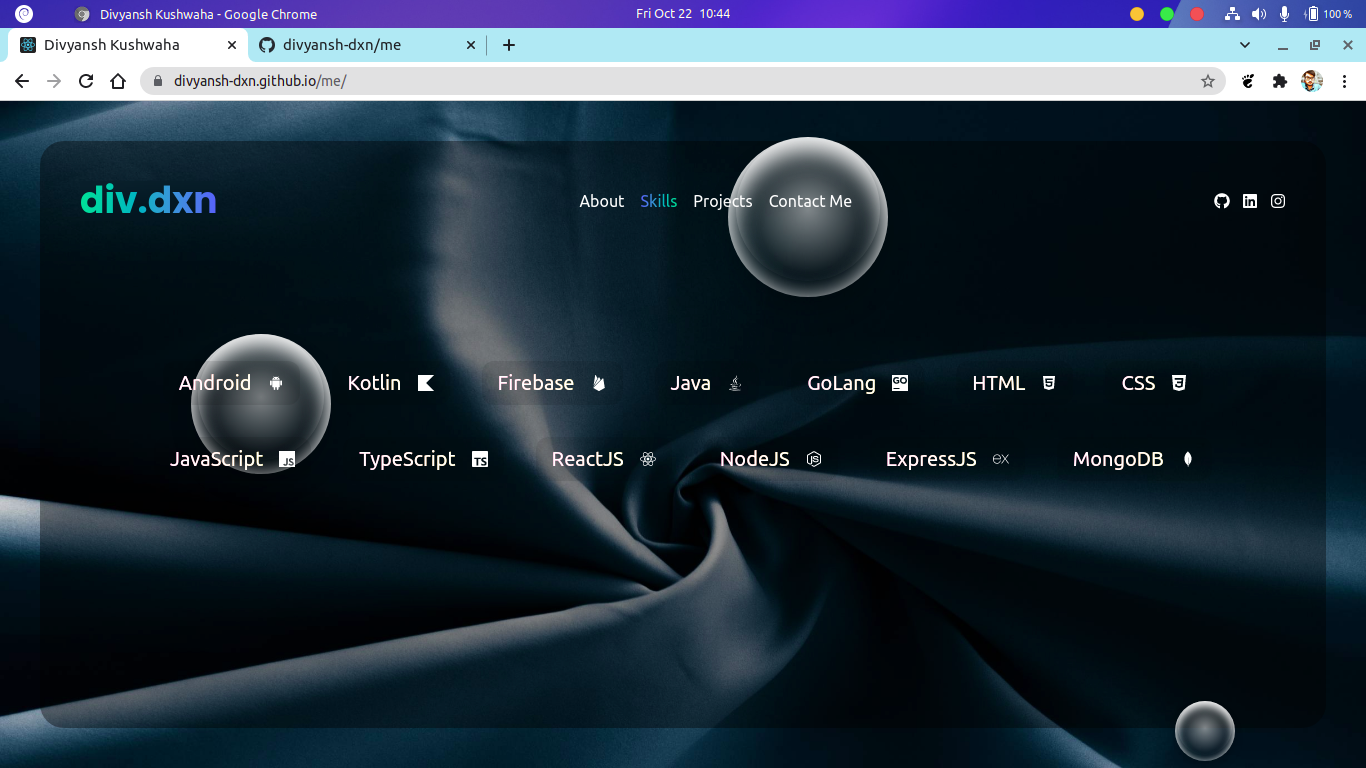 Divyansh Kushwaha - Google Chrome Fri Oct 22 10:44 100 %
Divyansh Kushwaha divyansh-dxn/me
divyansh-dxn.github.io/me/
div.dxn About Skills Projects Contact Me
Android Kotlin Firebase Java GoLang GO HTML CSS
JavaScript JS TypeScript TS ReactJS NodeJS JS ExpressJS ex MongoDB